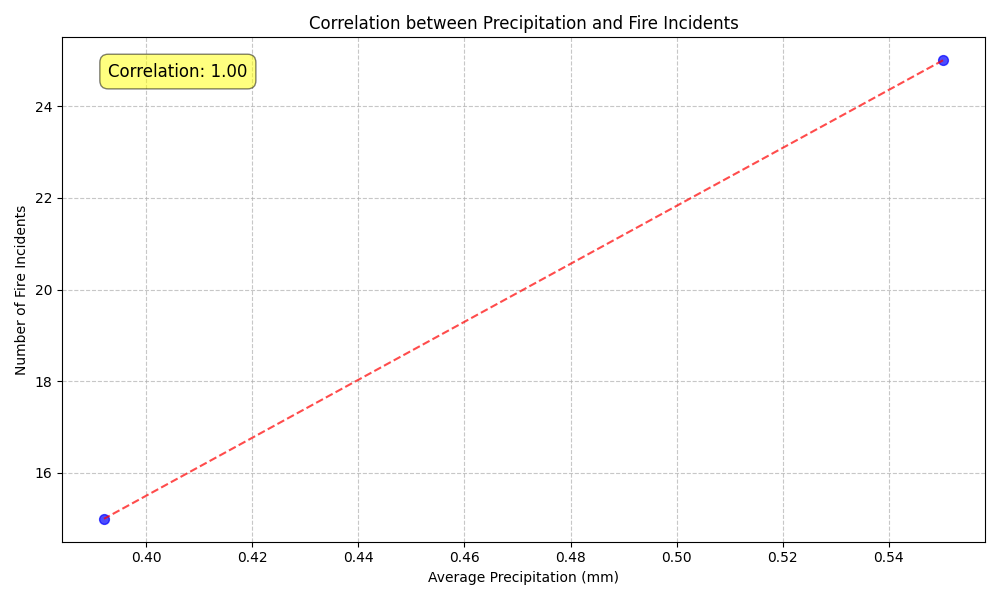 Correlation between Precipitation and Fire Incidents
Correlation: 1.00
Number of Fire Incidents
24
22
20
18
16
0.40 0.42 0.44 0.46 0.48 0.50 0.52 0.54
Average Precipitation (mm)